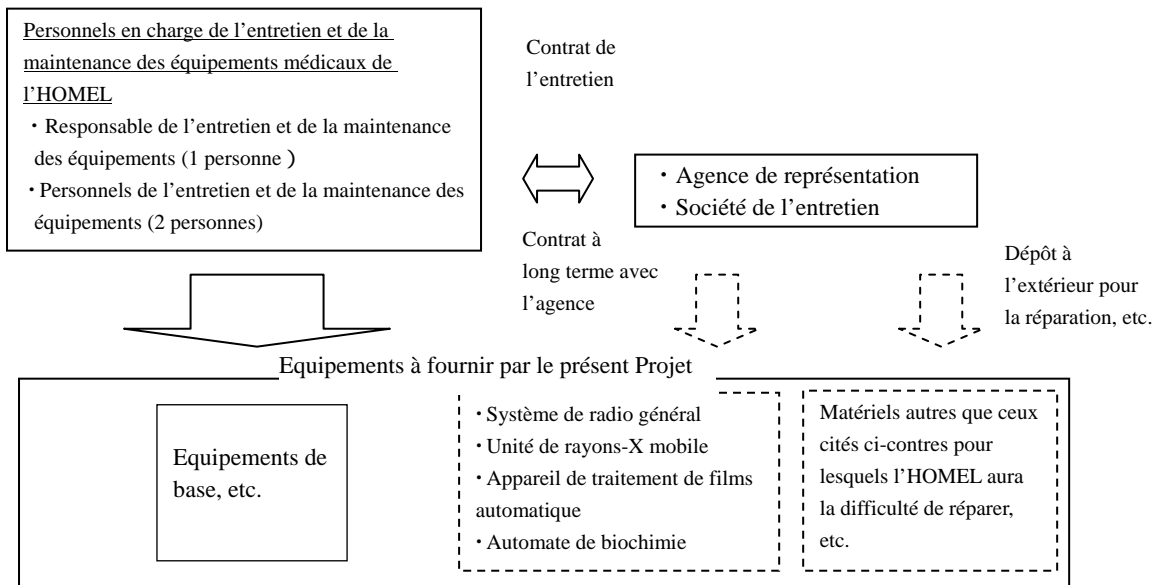 Personnels en charge de l’entretien et de la
maintenance des équipements médicaux de
l’HOMEL
・Responsable de l’entretien et de la maintenance
des équipements (1 personne )
・Personnels de l’entretien et de la maintenance des
équipements (2 personnes)
Contrat de
l’entretien
・Agence de représentation
・Société de l’entretien
Contrat à
long terme avec
l’agence
Dépôt à
l’extérieur pour
la réparation, etc.
Equipements à fournir par le présent Projet
Equipements de
base, etc.
・Système de radio général
・Unité de rayons-X mobile
・Appareil de traitement de films
automatique
・Automate de biochimie
Matériels autres que ceux
cités ci-contres pour
lesquels l’HOMEL aura
la difficulté de réparer,
etc.